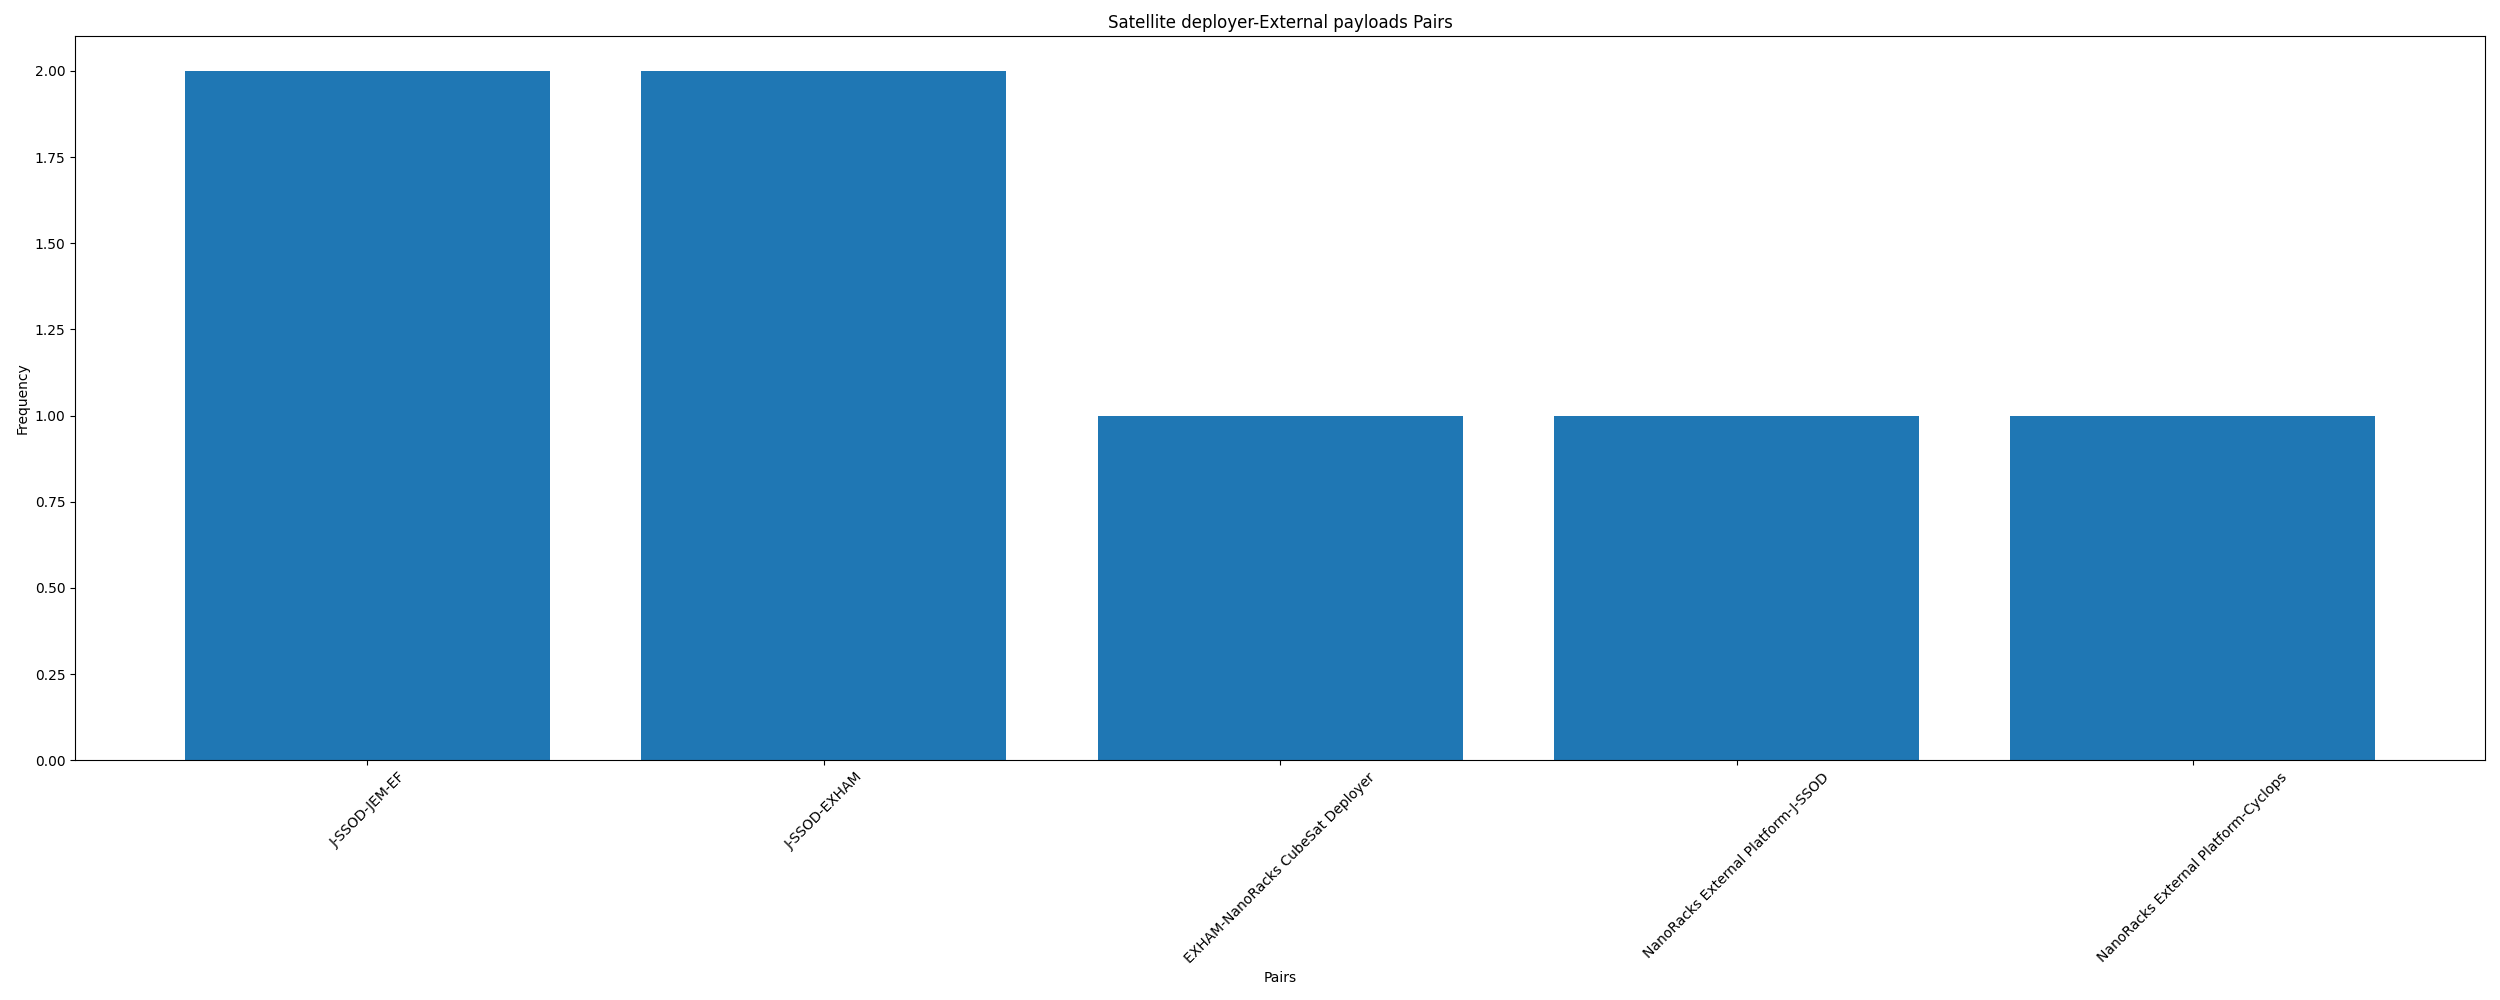 Satellite deployer-External payloads Pairs
Frequency
2.00
1.75
1.50
1.25
1.00
0.75
0.50
0.25
0.00
J-SSOD-JEM-EF
J-SSOD-EXHAM
EXHAM-NanoRacks CubeSat Deployer
NanoRacks External Platform-J-SSOD
NanoRacks External Platform-Cyclops
Pairs